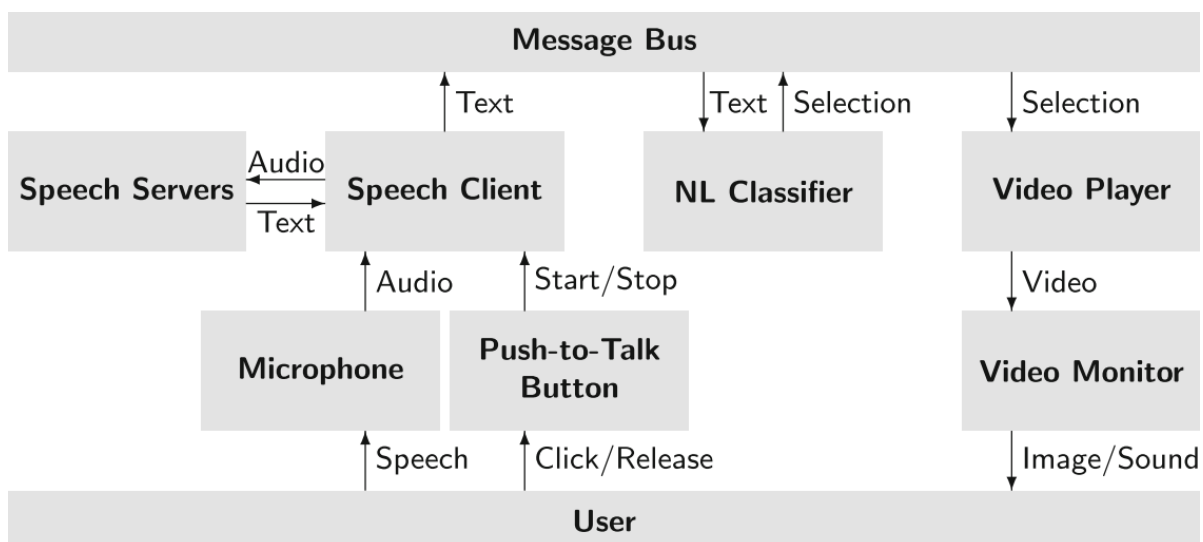 Message Bus
Text
Text
Selection
Selection
Speech Servers
Audio
Text
Speech Client
NL Classifier
Video Player
Audio
Start/Stop
Video
Microphone
Push-to-Talk
Button
Video Monitor
Speech
Click/Release
Image/Sound
User